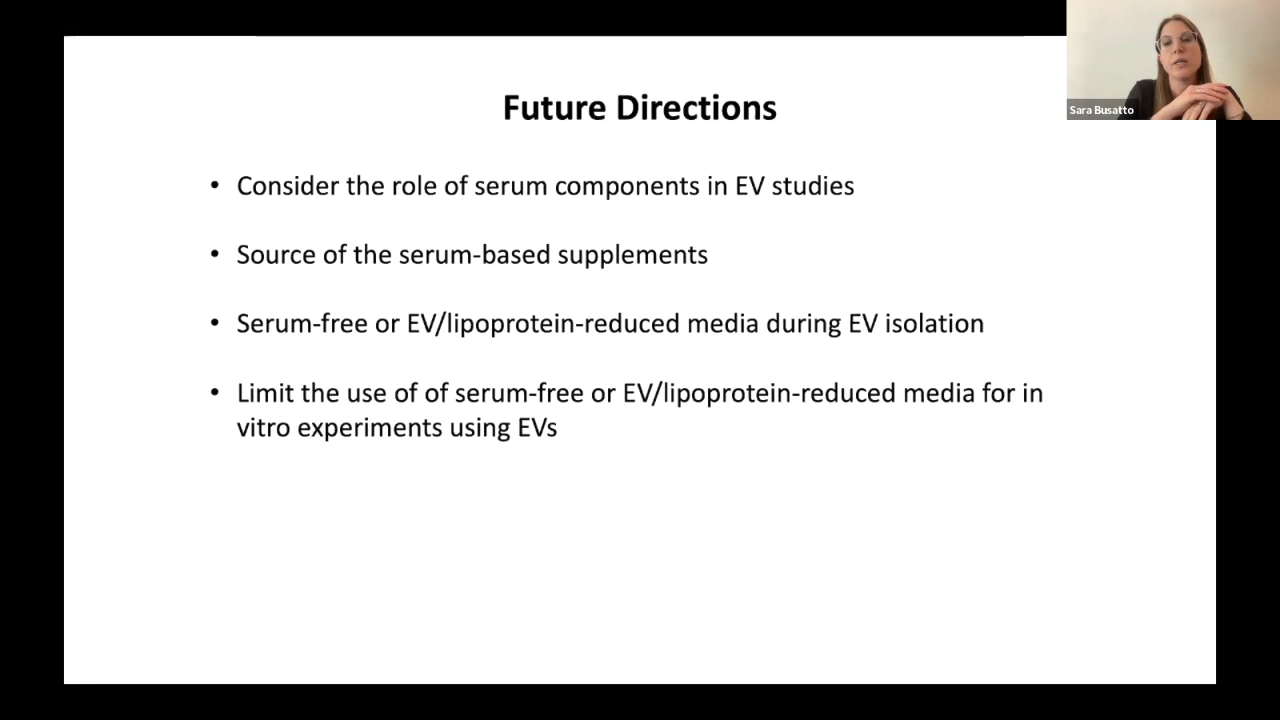 Future Directions
Sara Busatto
• Consider the role of serum components in EV studies
• Source of the serum-based supplements
• Serum-free or EV/lipoprotein-reduced media during EV isolation
• Limit the use of of serum-free or EV/lipoprotein-reduced media for in
vitro experiments using EVs